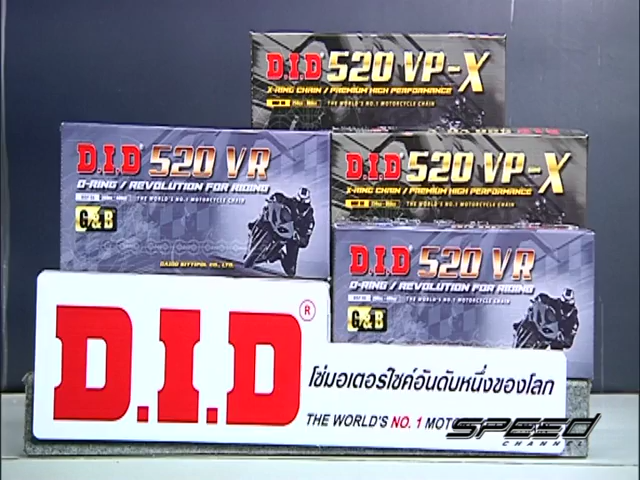 D.I.D 520 VP-X
X-RING CHAIN / PREMIUM HIGH PERFORMANCE
THE WORLD'S NO.1 MOTORCYCLE CHAIN
D.I.D 520 VR
O-RING / REVOLUTION FOR RIDING
THE WORLD'S NO.1 MOTORCYCLE CHAIN
G&B
DAIDO SITTIPOL CO., LTD.
D.I.D 520 VP-X
X-RING CHAIN / PREMIUM HIGH PERFORMANCE
THE WORLD'S NO.1 MOTORCYCLE CHAIN
D.I.D 520 VR
O-RING / REVOLUTION FOR RIDING
THE WORLD'S NO.1 MOTORCYCLE CHAIN
G&B
D.I.D ®
โซ่มอเตอร์ไซค์อันดับหนึ่งของโลก
THE WORLD'S NO. 1
SPEED
CHANNEL